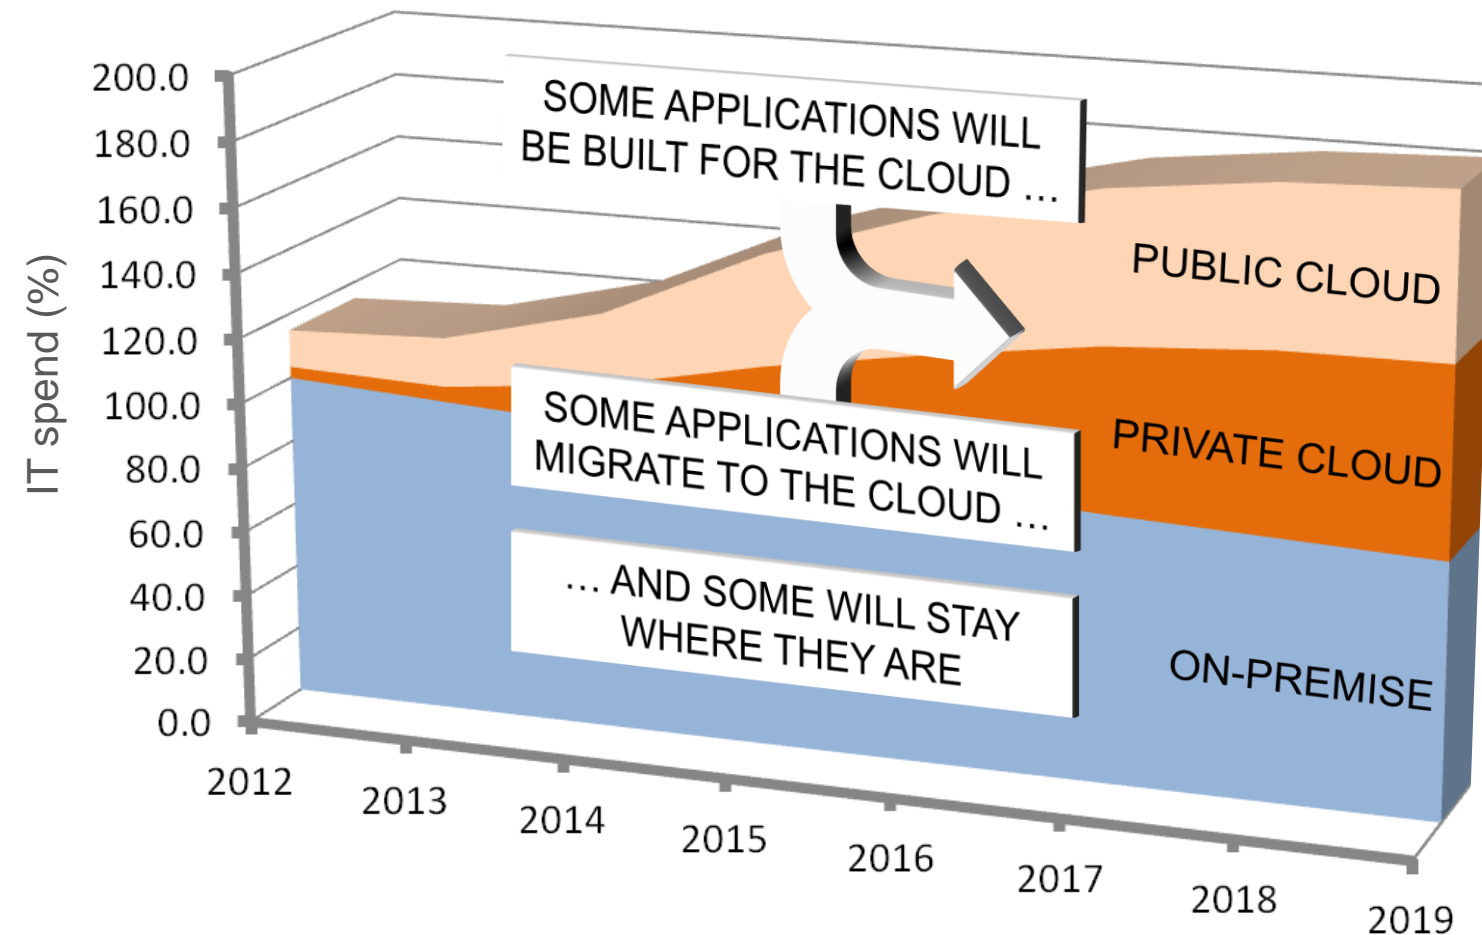 IT spend (%)
200.0
180.0
160.0
140.0
120.0
100.0
80.0
60.0
40.0
20.0
0.0
SOME APPLICATIONS WILL
BE BUILT FOR THE CLOUD ...
PUBLIC CLOUD
SOME APPLICATIONS WILL
MIGRATE TO THE CLOUD ...
PRIVATE CLOUD
... AND SOME WILL STAY
WHERE THEY ARE
ON-PREMISE
2012
2013
2014
2015
2016
2017
2018
2019